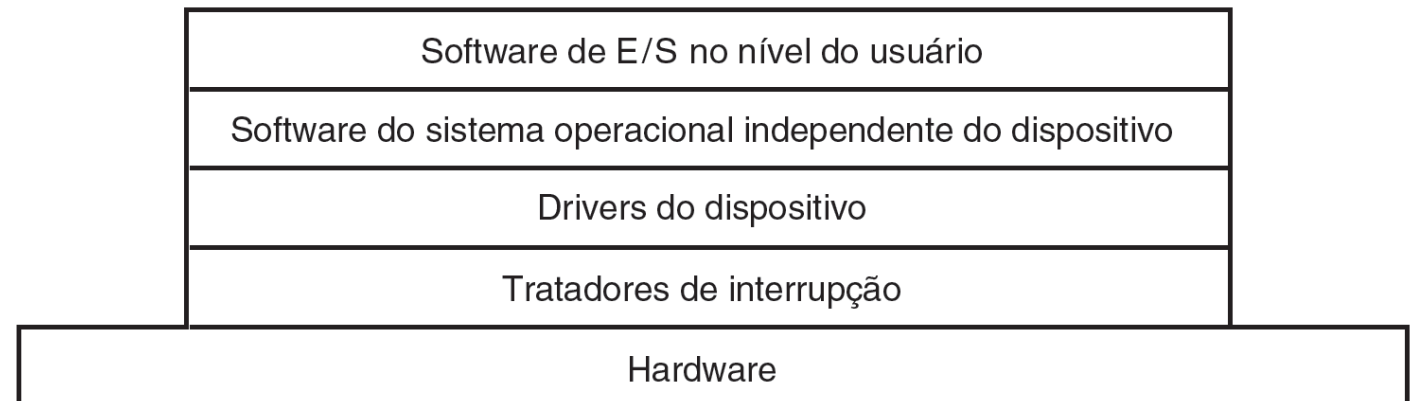 Software de E/S no nível do usuário
Software do sistema operacional independente do dispositivo
Drivers do dispositivo
Tratadores de interrupção
Hardware